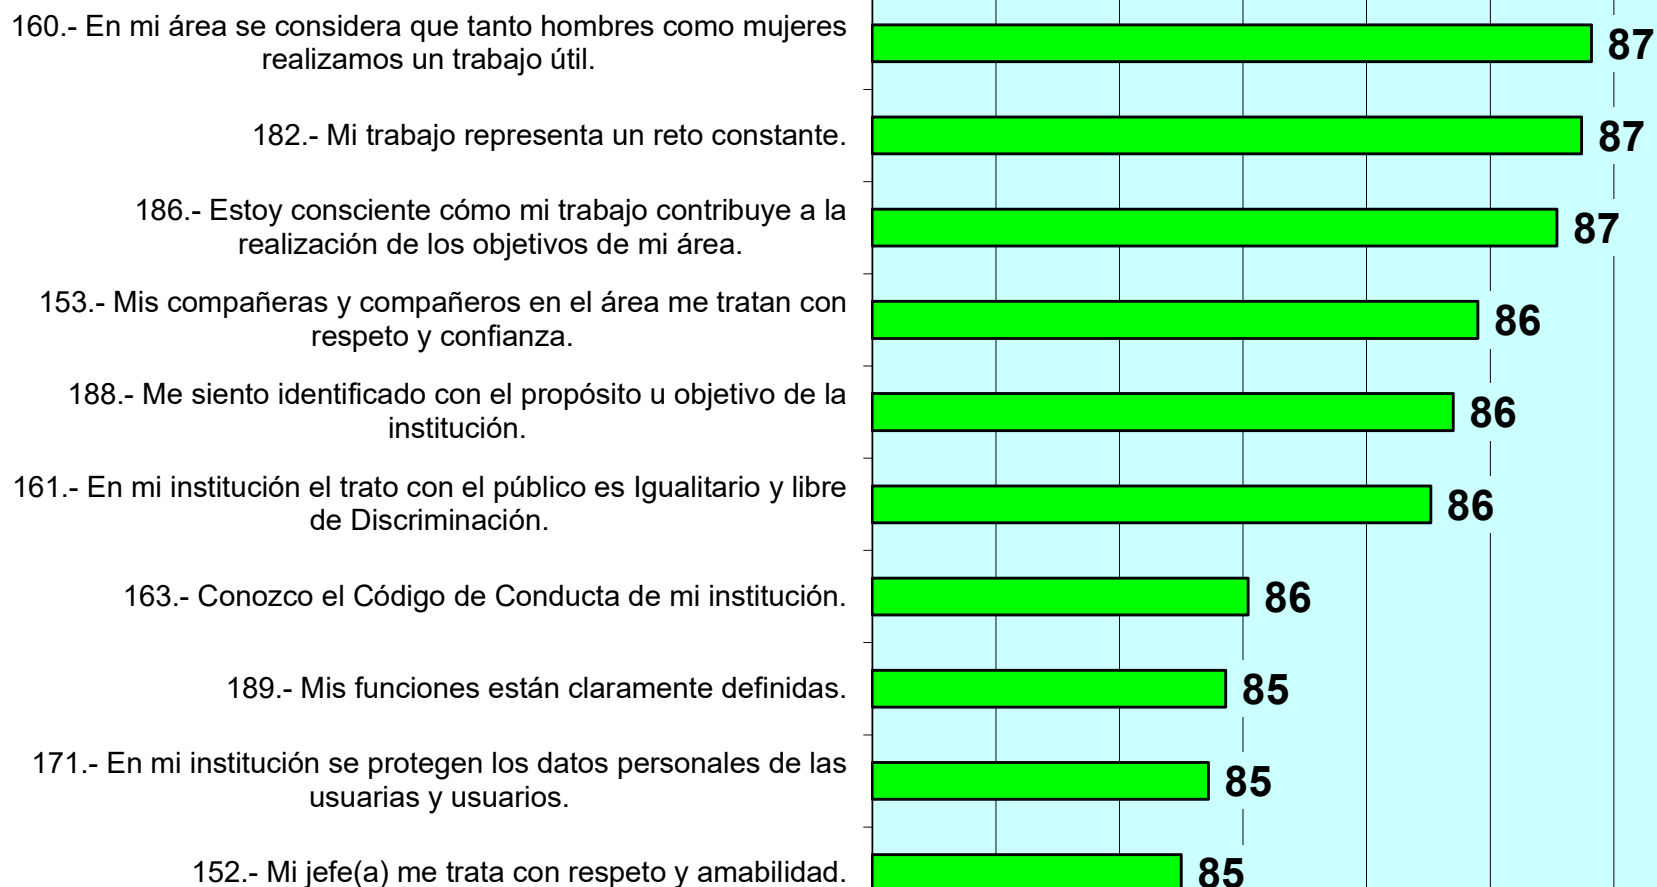 160.- En mi área se considera que tanto hombres como mujeres
realizamos un trabajo útil.
87
182.- Mi trabajo representa un reto constante.
87
186.- Estoy consciente cómo mi trabajo contribuye a la
realización de los objetivos de mi área.
87
153.- Mis compañeras y compañeros en el área me tratan con
respeto y confianza.
86
188.- Me siento identificado con el propósito u objetivo de la
institución.
86
161.- En mi institución el trato con el público es Igualitario y libre
de Discriminación.
86
163.- Conozco el Código de Conducta de mi institución.
86
189.- Mis funciones están claramente definidas.
85
171.- En mi institución se protegen los datos personales de las
usuarias y usuarios.
85
152.- Mi jefe(a) me trata con respeto y amabilidad.
85